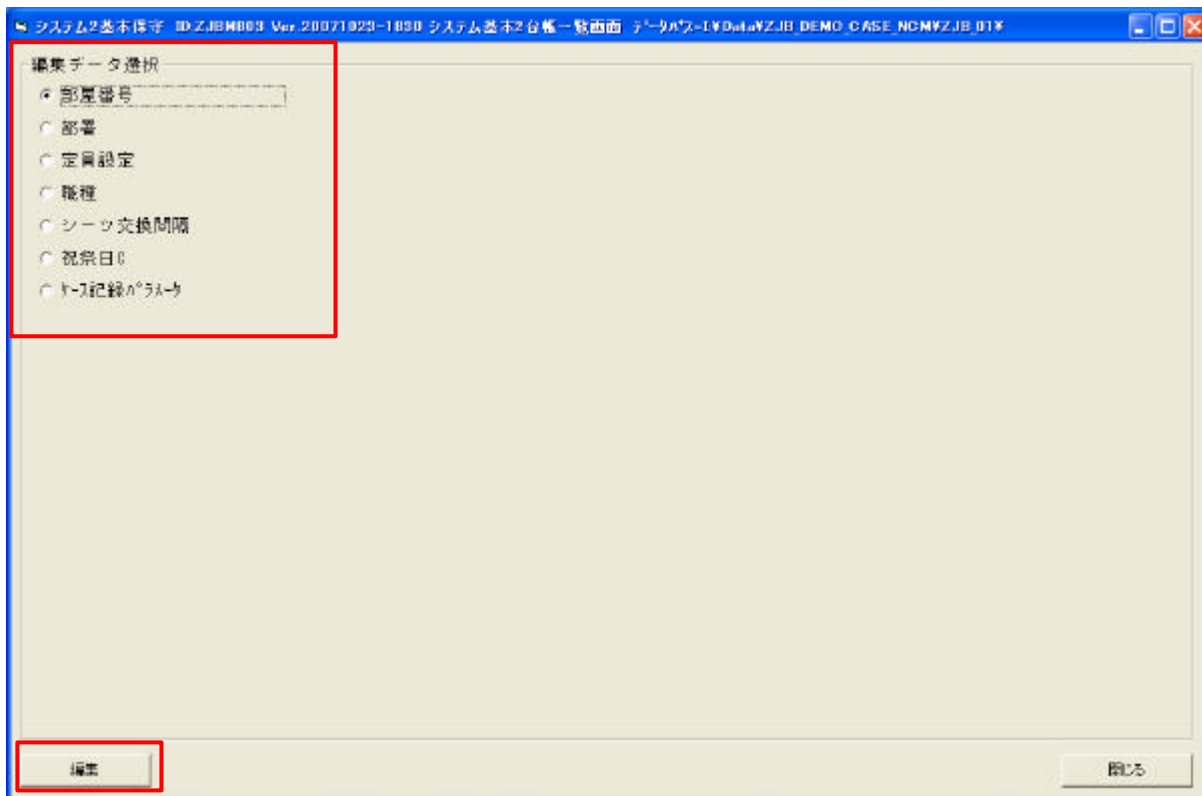 システム2基本保守 ID:ZJBMB03 Ver.20071023-1830 システム基本2台帳一覧画面 ﾃﾞｰﾀﾊﾟｽ=I:¥Data¥ZJB_DEMO_CASE_NCM¥ZJB_01¥
編集データ選択
部屋番号
部署
定員設定
職種
シーツ交換間隔
祝祭日C
ｹｰｽ記録ﾊﾟﾗﾒｰﾀ
編集
閉じる